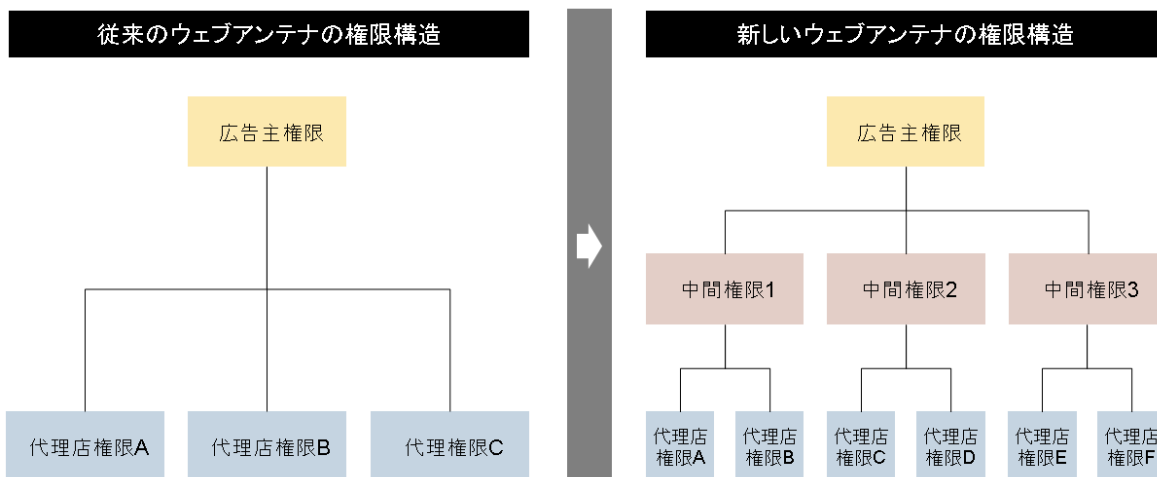 従来のウェブアンテナの権限構造
広告主権限
代理店権限A
代理店権限B
代理権限C
新しいウェブアンテナの権限構造
広告主権限
中間権限1
中間権限2
中間権限3
代理店
権限A
代理店
権限B
代理店
権限C
代理店
権限D
代理店
権限E
代理店
権限F